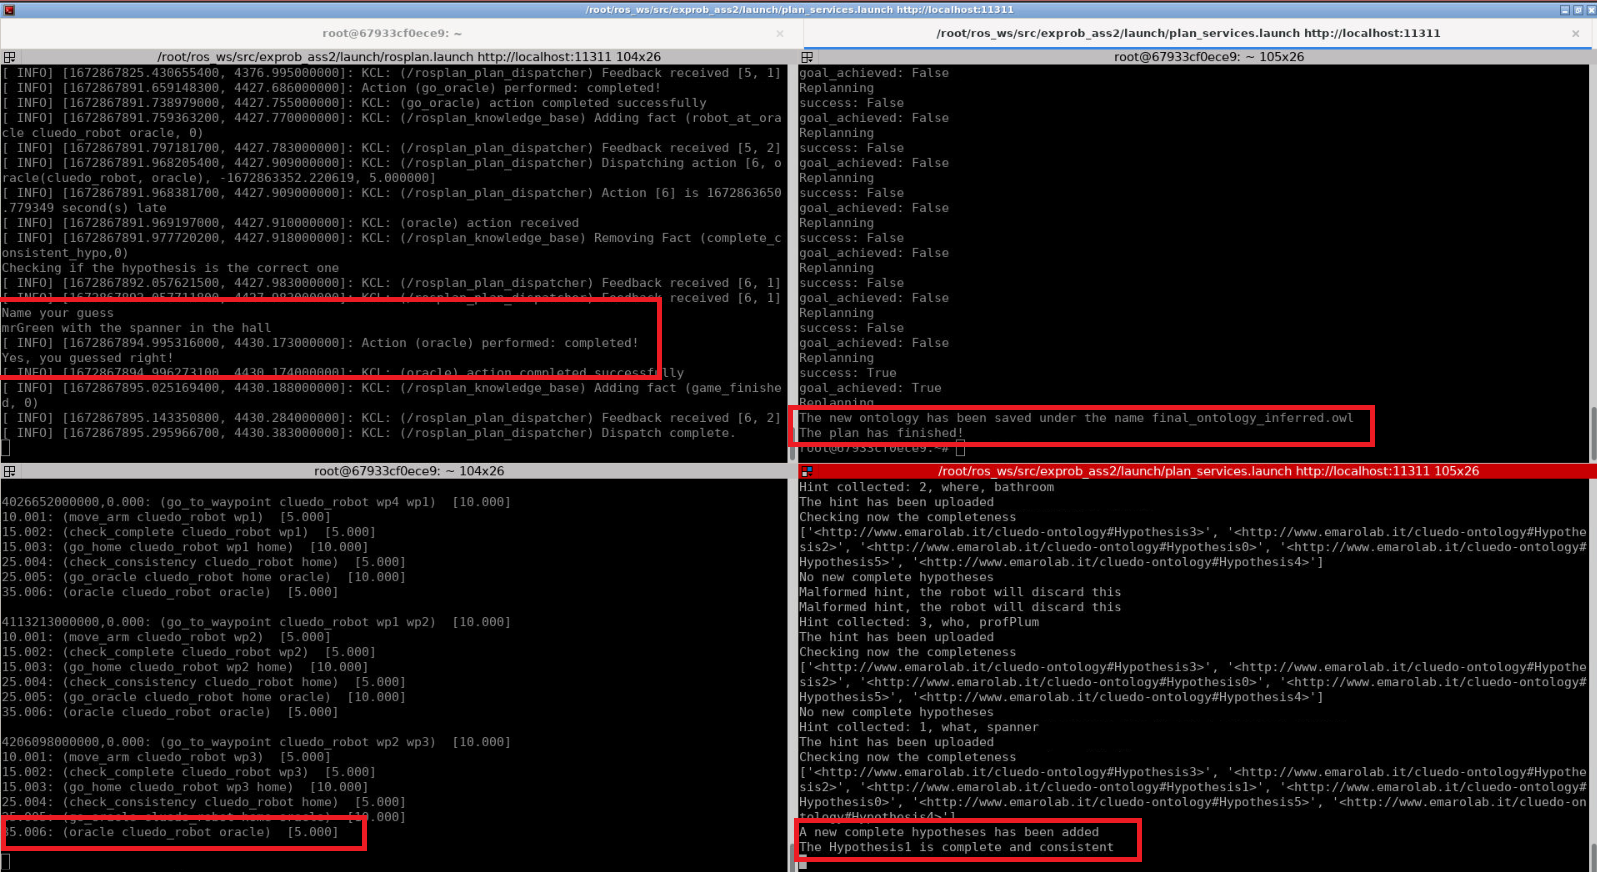 /root/ros_ws/src/exprob_ass2/launch/plan_services.launch http://localhost:11311
root@67933cf0ece9: ~
/root/ros_ws/src/exprob_ass2/launch/plan_services.launch http://localhost:11311
/root/ros_ws/src/exprob_ass2/launch/rosplan.launch http://localhost:11311 104x26
[ INFO] [1672867825.430655400, 4376.995000000]: KCL: (/rosplan_plan_dispatcher) Feedback received [5, 1]
[ INFO] [1672867891.659148300, 4427.686000000]: Action (go_oracle) performed: completed!
[ INFO] [1672867891.738979000, 4427.755000000]: KCL: (go_oracle) action completed successfully
[ INFO] [1672867891.759363200, 4427.770000000]: KCL: (/rosplan_knowledge_base) Adding fact (robot_at_ora
cle cluedo_robot oracle, 0)
[ INFO] [1672867891.797181700, 4427.783000000]: KCL: (/rosplan_plan_dispatcher) Feedback received [5, 2]
[ INFO] [1672867891.968205400, 4427.909000000]: KCL: (/rosplan_plan_dispatcher) Dispatching action [6, o
racle(cluedo_robot, oracle), -1672863352.220619, 5.000000]
[ INFO] [1672867891.968381700, 4427.909000000]: KCL: (/rosplan_plan_dispatcher) Action [6] is 1672863650
.779349 second(s) late
[ INFO] [1672867891.969197000, 4427.910000000]: KCL: (oracle) action received
[ INFO] [1672867891.977720200, 4427.918000000]: KCL: (/rosplan_knowledge_base) Removing Fact (complete_c
onsistent_hypo,0)
Checking if the hypothesis is the correct one
[ INFO] [1672867892.057621500, 4427.983000000]: KCL: (/rosplan_plan_dispatcher) Feedback received [6, 1]
[ INFO] [1672867892.057711800, 4427.983000000]: KCL: (/rosplan_plan_dispatcher) Feedback received [6, 1]
Name your guess
mrGreen with the spanner in the hall
[ INFO] [1672867894.995316000, 4430.173000000]: Action (oracle) performed: completed!
Yes, you guessed right!
[ INFO] [1672867894.996273100, 4430.174000000]: KCL: (oracle) action completed successfully
[ INFO] [1672867895.025169400, 4430.188000000]: KCL: (/rosplan_knowledge_base) Adding fact (game_finishe
d, 0)
[ INFO] [1672867895.143350800, 4430.284000000]: KCL: (/rosplan_plan_dispatcher) Feedback received [6, 2]
[ INFO] [1672867895.295966700, 4430.383000000]: KCL: (/rosplan_plan_dispatcher) Dispatch complete.
root@67933cf0ece9: ~ 105x26
goal_achieved: False
Replanning
success: False
goal_achieved: False
Replanning
success: False
goal_achieved: False
Replanning
success: False
goal_achieved: False
Replanning
success: False
goal_achieved: False
Replanning
success: False
goal_achieved: False
Replanning
success: False
goal_achieved: False
Replanning
success: True
goal_achieved: True
Replanning
The new ontology has been saved under the name final_ontology_inferred.owl
The plan has finished!
root@67933cf0ece9:~#
root@67933cf0ece9: ~ 104x26
4026652000000,0.000: (go_to_waypoint cluedo_robot wp4 wp1) [10.000]
10.001: (move_arm cluedo_robot wp1) [5.000]
15.002: (check_complete cluedo_robot wp1) [5.000]
15.003: (go_home cluedo_robot wp1 home) [10.000]
25.004: (check_consistency cluedo_robot home) [5.000]
25.005: (go_oracle cluedo_robot home oracle) [10.000]
35.006: (oracle cluedo_robot oracle) [5.000]
4113213000000,0.000: (go_to_waypoint cluedo_robot wp1 wp2) [10.000]
10.001: (move_arm cluedo_robot wp2) [5.000]
15.002: (check_complete cluedo_robot wp2) [5.000]
15.003: (go_home cluedo_robot wp2 home) [10.000]
25.004: (check_consistency cluedo_robot home) [5.000]
25.005: (go_oracle cluedo_robot home oracle) [10.000]
35.006: (oracle cluedo_robot oracle) [5.000]
4206098000000,0.000: (go_to_waypoint cluedo_robot wp2 wp3) [10.000]
10.001: (move_arm cluedo_robot wp3) [5.000]
15.002: (check_complete cluedo_robot wp3) [5.000]
15.003: (go_home cluedo_robot wp3 home) [10.000]
25.004: (check_consistency cluedo_robot home) [5.000]
25.005: (go_oracle cluedo_robot home oracle) [10.000]
35.006: (oracle cluedo_robot oracle) [5.000]
/root/ros_ws/src/exprob_ass2/launch/plan_services.launch http://localhost:11311 105x26
Hint collected: 2, where, bathroom
The hint has been uploaded
Checking now the completeness
['<http://www.emarolab.it/cluedo-ontology#Hypothesis3>', '<http://www.emarolab.it/cluedo-ontology#Hypothe
sis2>', '<http://www.emarolab.it/cluedo-ontology#Hypothesis0>', '<http://www.emarolab.it/cluedo-ontology#
Hypothesis5>', '<http://www.emarolab.it/cluedo-ontology#Hypothesis4>']
No new complete hypotheses
Malformed hint, the robot will discard this
Malformed hint, the robot will discard this
Hint collected: 3, who, profPlum
The hint has been uploaded
Checking now the completeness
['<http://www.emarolab.it/cluedo-ontology#Hypothesis3>', '<http://www.emarolab.it/cluedo-ontology#Hypothe
sis2>', '<http://www.emarolab.it/cluedo-ontology#Hypothesis0>', '<http://www.emarolab.it/cluedo-ontology#
Hypothesis5>', '<http://www.emarolab.it/cluedo-ontology#Hypothesis4>']
No new complete hypotheses
Hint collected: 1, what, spanner
The hint has been uploaded
Checking now the completeness
['<http://www.emarolab.it/cluedo-ontology#Hypothesis3>', '<http://www.emarolab.it/cluedo-ontology#Hypothe
sis2>', '<http://www.emarolab.it/cluedo-ontology#Hypothesis1>', '<http://www.emarolab.it/cluedo-ontology#
Hypothesis0>', '<http://www.emarolab.it/cluedo-ontology#Hypothesis5>', '<http://www.emarolab.it/cluedo-on
tology#Hypothesis4>']
A new complete hypotheses has been added
The Hypothesis1 is complete and consistent